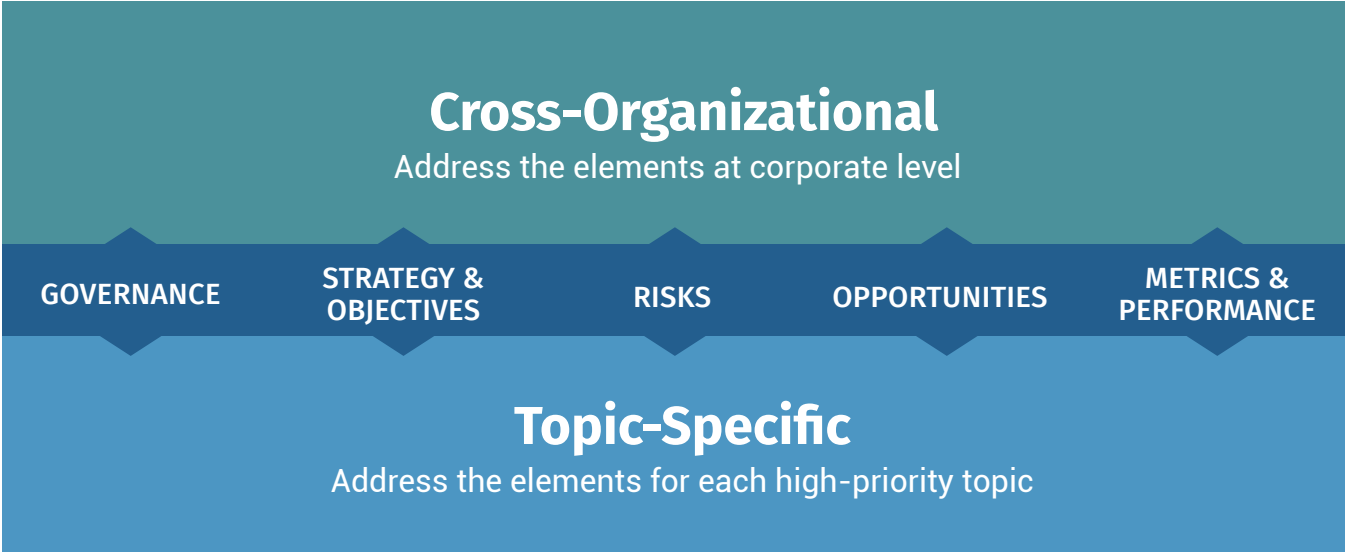 Cross-Organizational
Address the elements at corporate level
GOVERNANCE
STRATEGY &
OBJECTIVES
RISKS
OPPORTUNITIES
METRICS &
PERFORMANCE
Topic-Specific
Address the elements for each high-priority topic